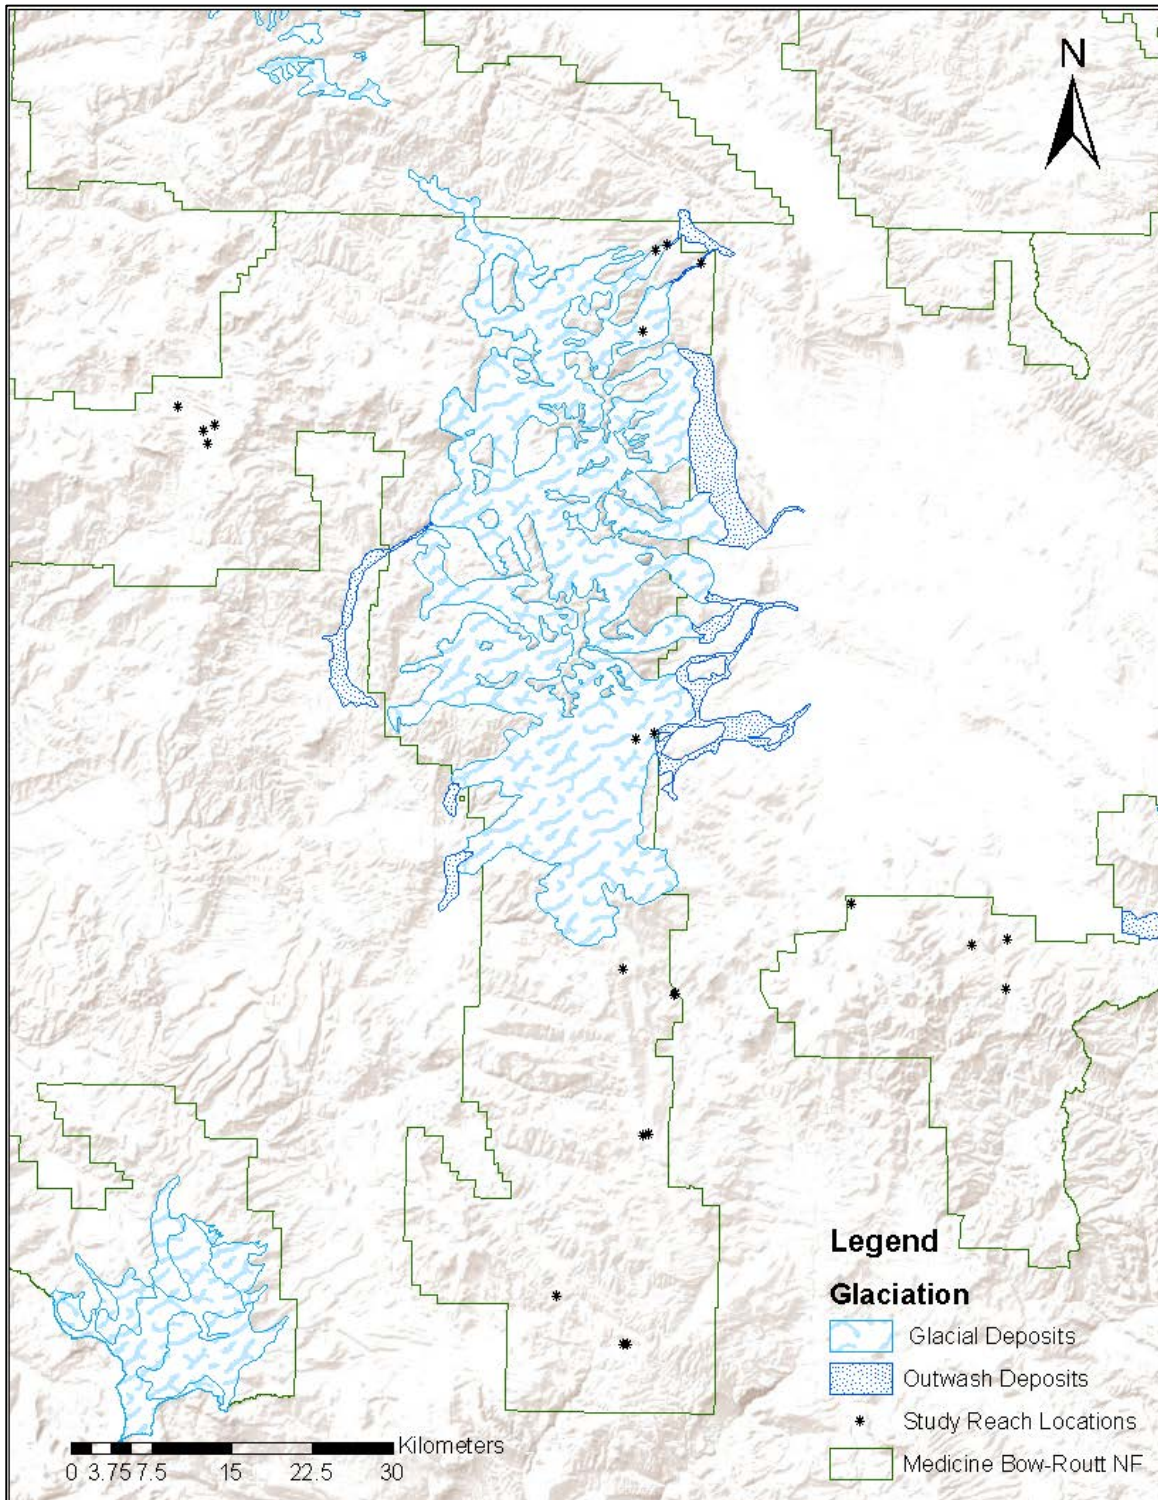 N
Legend
Glaciation
Glacial Deposits
Outwash Deposits
Study Reach Locations
Medicine Bow-Routt NF
Kilometers
0 3.75 7.5 15 22.5 30